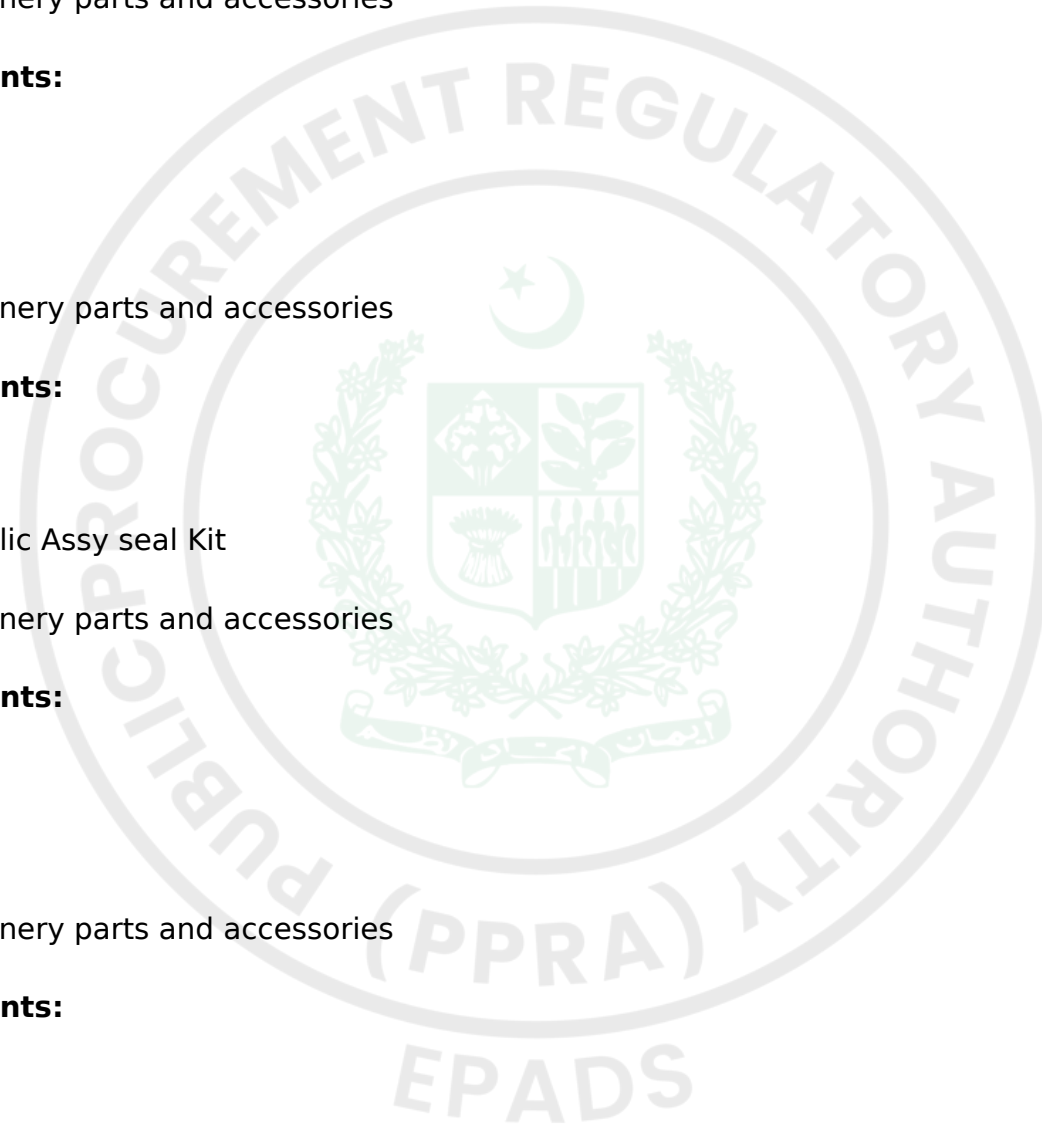 nery parts and accessories
nts:
nery parts and accessories
nts:
lic Assy seal Kit
nery parts and accessories
nts:
nery parts and accessories
nts:
PUBLIC PROCUREMENT REGULATORY AUTHORITY
(PPRA)
EPADS